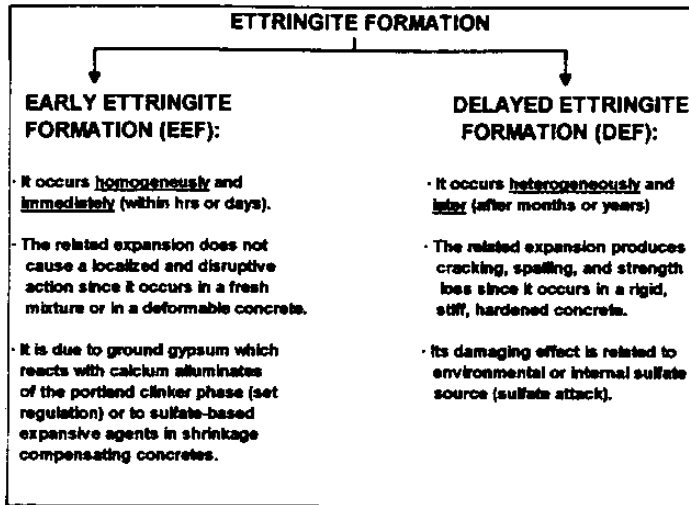 ETTRINGITE FORMATION
EARLY ETTRINGITE
FORMATION (EEF):
· It occurs homogeneusly and
immediately (within hrs or days).
· The related expansion does not
cause a localized and disruptive
action since it occurs in a fresh
mixture or in a deformable concrete.
· It is due to ground gypsum which
reacts with calcium alluminates
of the portland clinker phase (set
regulation) or to sulfate-based
expansive agents in shrinkage
compensating concretes.
DELAYED ETTRINGITE
FORMATION (DEF):
· It occurs heterogeneously and
later (after months or years)
· The related expansion produces
cracking, spalling, and strength
loss since it occurs in a rigid,
stiff, hardened concrete.
· Its damaging effect is related to
environmental or internal sulfate
source (sulfate attack).